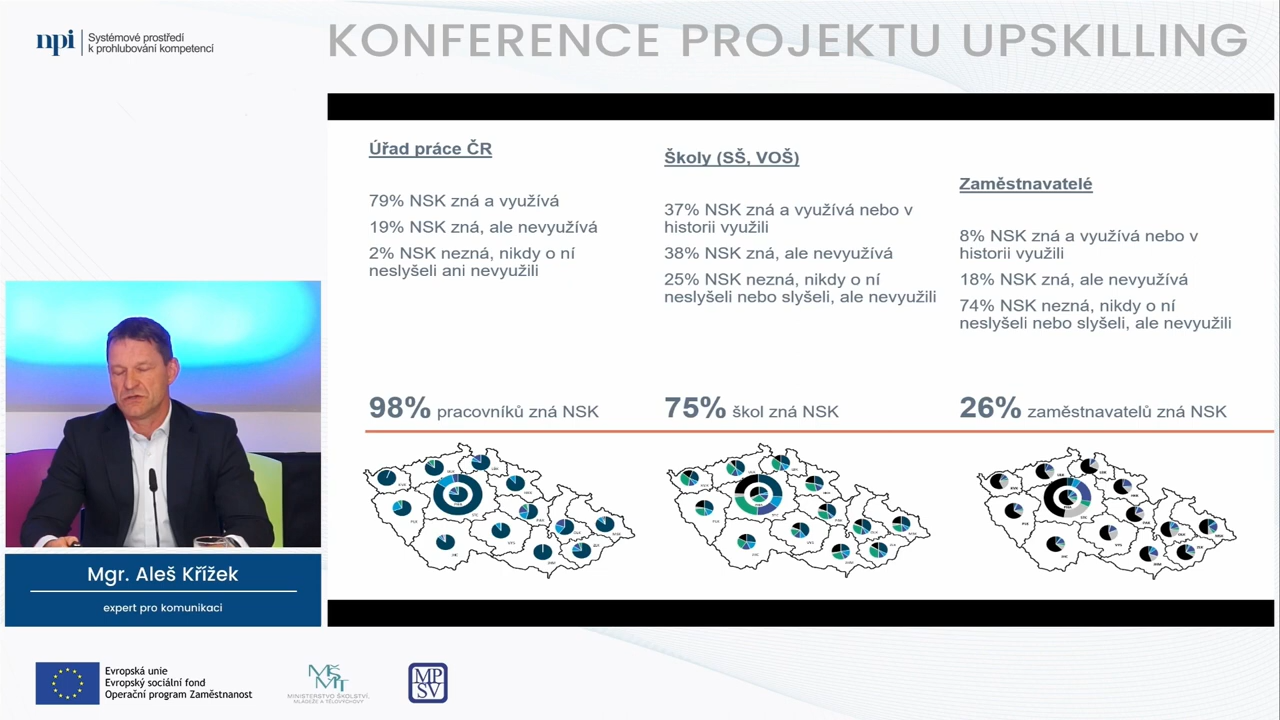 npi
Systémové prostředí
k prohlubování kompetencí
KONFERENCE PROJEKTU UPSKILLING
Úřad práce ČR
79% NSK zná a využívá
19% NSK zná, ale nevyužívá
2% NSK nezná, nikdy o ní
neslyšeli ani nevyužili
98% pracovníků zná NSK
Školy (SŠ, VOŠ)
37% NSK zná a využívá nebo v
historii využili
38% NSK zná, ale nevyužívá
25% NSK nezná, nikdy o ní
neslyšeli nebo slyšeli, ale nevyužili
75% škol zná NSK
Zaměstnavatelé
8% NSK zná a využívá nebo v
historii využili
18% NSK zná, ale nevyužívá
74% NSK nezná, nikdy o ní
neslyšeli nebo slyšeli, ale nevyužili
26% zaměstnavatelů zná NSK
Mgr. Aleš Křížek
expert pro komunikaci
Evropská unie
Evropský sociální fond
Operační program Zaměstnanost
MŠ
MT
MINISTERSTVO ŠKOLSTVÍ,
MLÁDEŽE A TĚLOVÝCHOVY
MP
SV